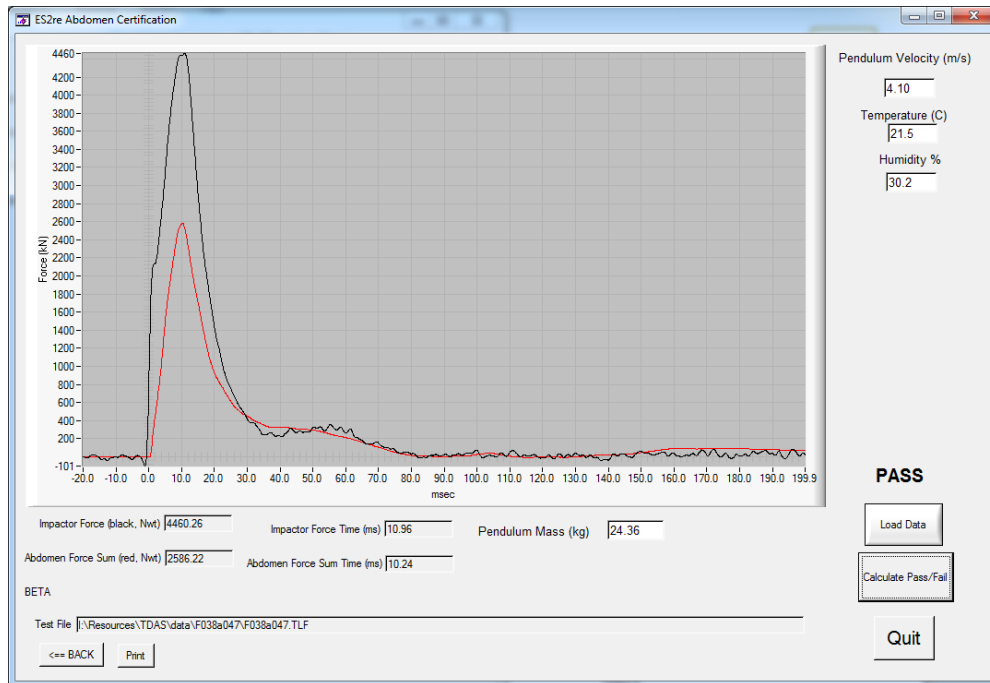 ES2re Abdomen Certification
4460
4200
4000
3800
3600
3400
3200
3000
2800
2600
2400
2200
2000
1800
1600
1400
1200
1000
800
600
400
200
-101
Force (kN)
-20.0 -10.0 0.0 10.0 20.0 30.0 40.0 50.0 60.0 70.0 80.0 90.0 100.0 110.0 120.0 130.0 140.0 150.0 160.0 170.0 180.0 190.0 199.9
msec
Pendulum Velocity (m/s)
4.10
Temperature (C)
21.5
Humidity %
30.2
PASS
Load Data
Calculate Pass/Fail
Quit
Impactor Force (black, Nwt) 4460.26
Impactor Force Time (ms) 10.96
Pendulum Mass (kg) 24.36
Abdomen Force Sum (red, Nwt) 2586.22
Abdomen Force Sum Time (ms) 10.24
BETA
Test File I:\Resources\TDAS\data\F038a047\F038a047.TLF
<== BACK
Print